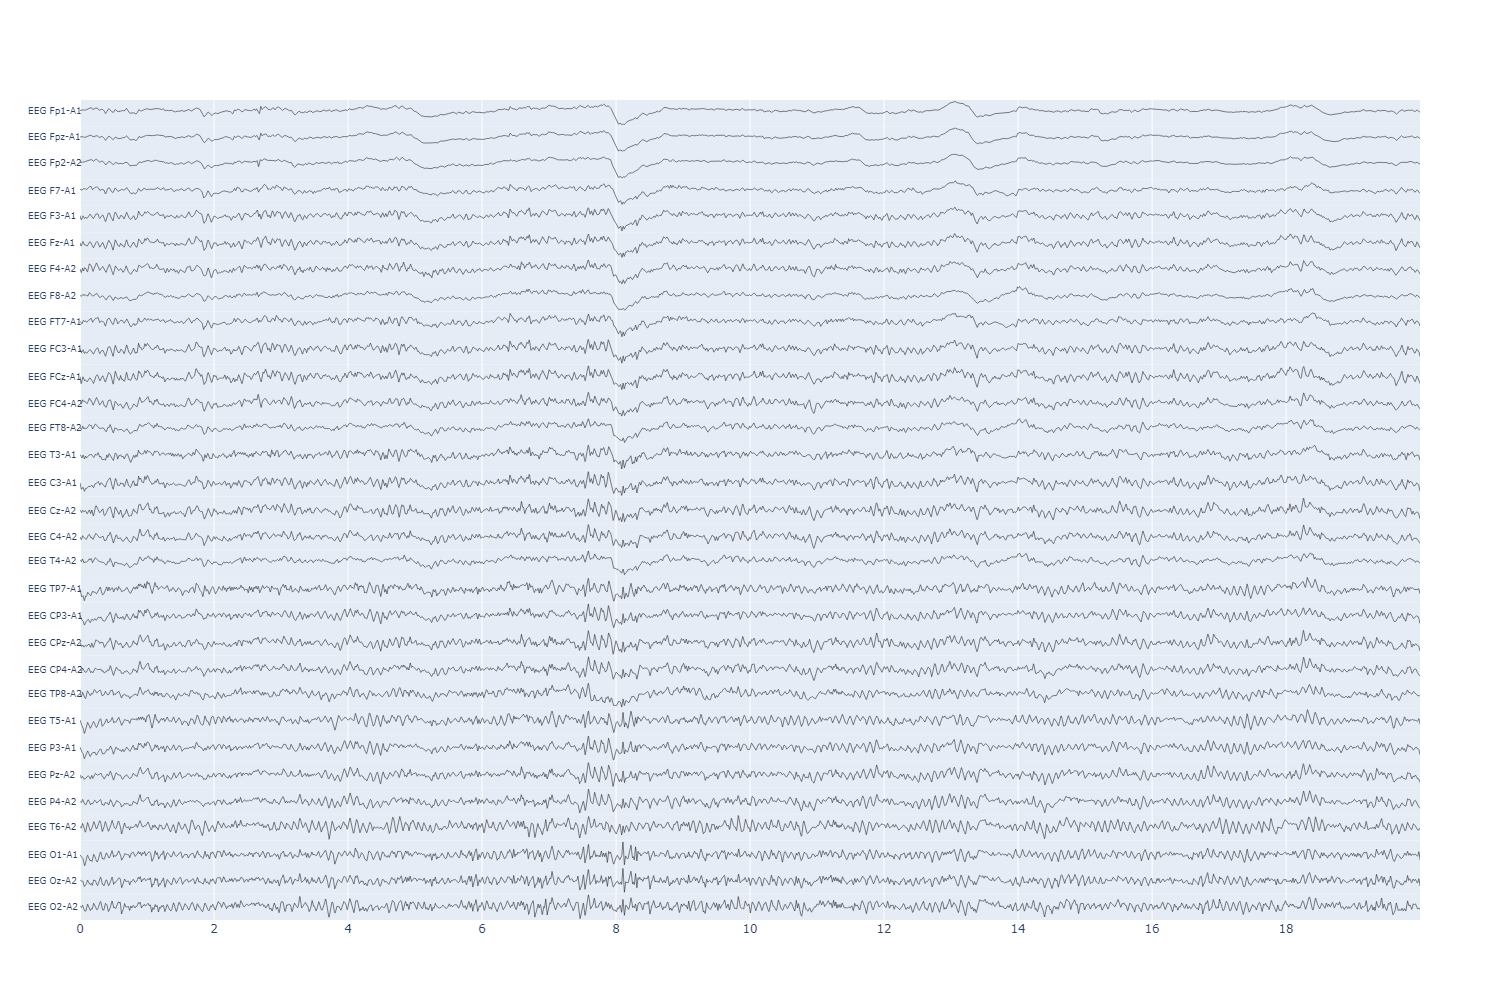 EEG Fp1-A1
EEG Fpz-A1
EEG Fp2-A2
EEG F7-A1
EEG F3-A1
EEG Fz-A1
EEG F4-A2
EEG F8-A2
EEG FT7-A1
EEG FC3-A1
EEG FCz-A1
EEG FC4-A2
EEG FT8-A2
EEG T3-A1
EEG C3-A1
EEG Cz-A2
EEG C4-A2
EEG T4-A2
EEG TP7-A1
EEG CP3-A1
EEG CPz-A2
EEG CP4-A2
EEG TP8-A2
EEG T5-A1
EEG P3-A1
EEG Pz-A2
EEG P4-A2
EEG T6-A2
EEG O1-A1
EEG Oz-A2
EEG O2-A2
0 2 4 6 8 10 12 14 16 18